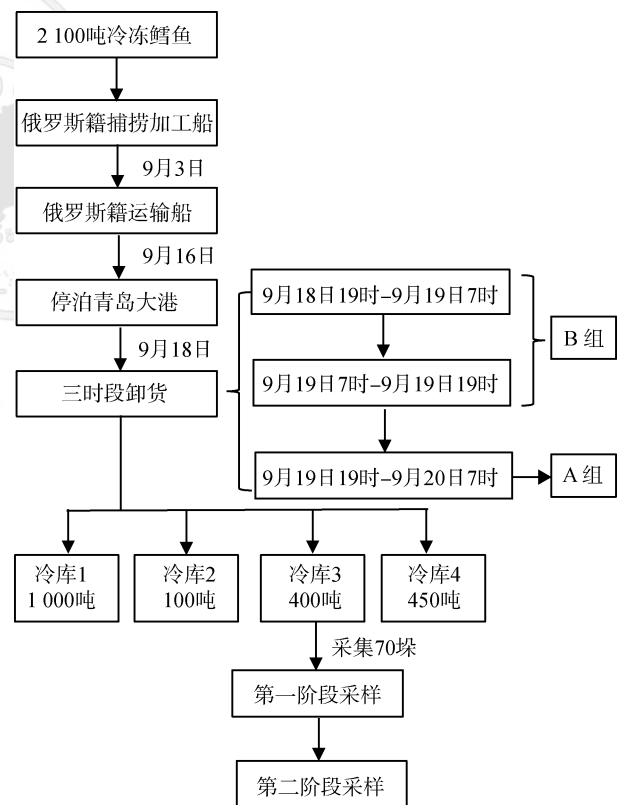 2 100吨冷冻鳕鱼
俄罗斯籍捕捞加工船
9月3日
俄罗斯籍运输船
9月16日
停泊青岛大港
9月18日
三时段卸货
9月18日19时–9月19日7时
9月19日7时–9月19日19时
B 组
9月19日19时–9月20日7时
A 组
冷库1
1 000吨
冷库2
100吨
冷库3
400吨
冷库4
450吨
采集70垛
第一阶段采样
第二阶段采样